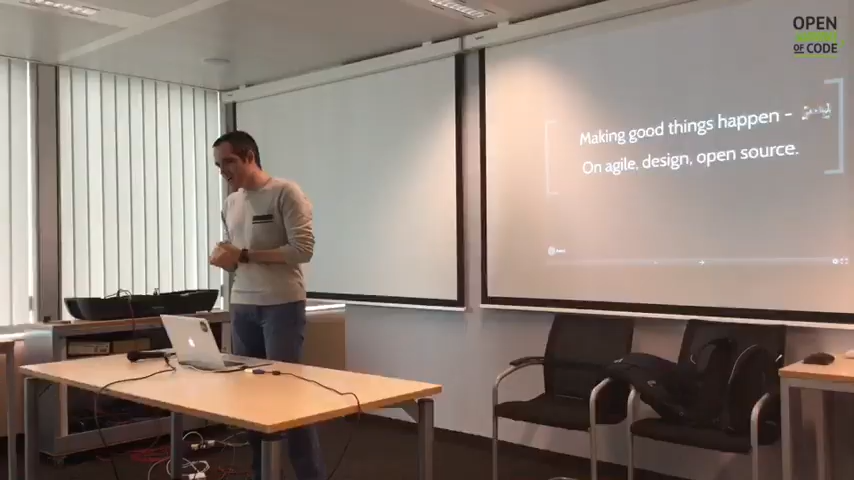 OPEN
OF CODE
Making good things happen -
On agile, design, open source.